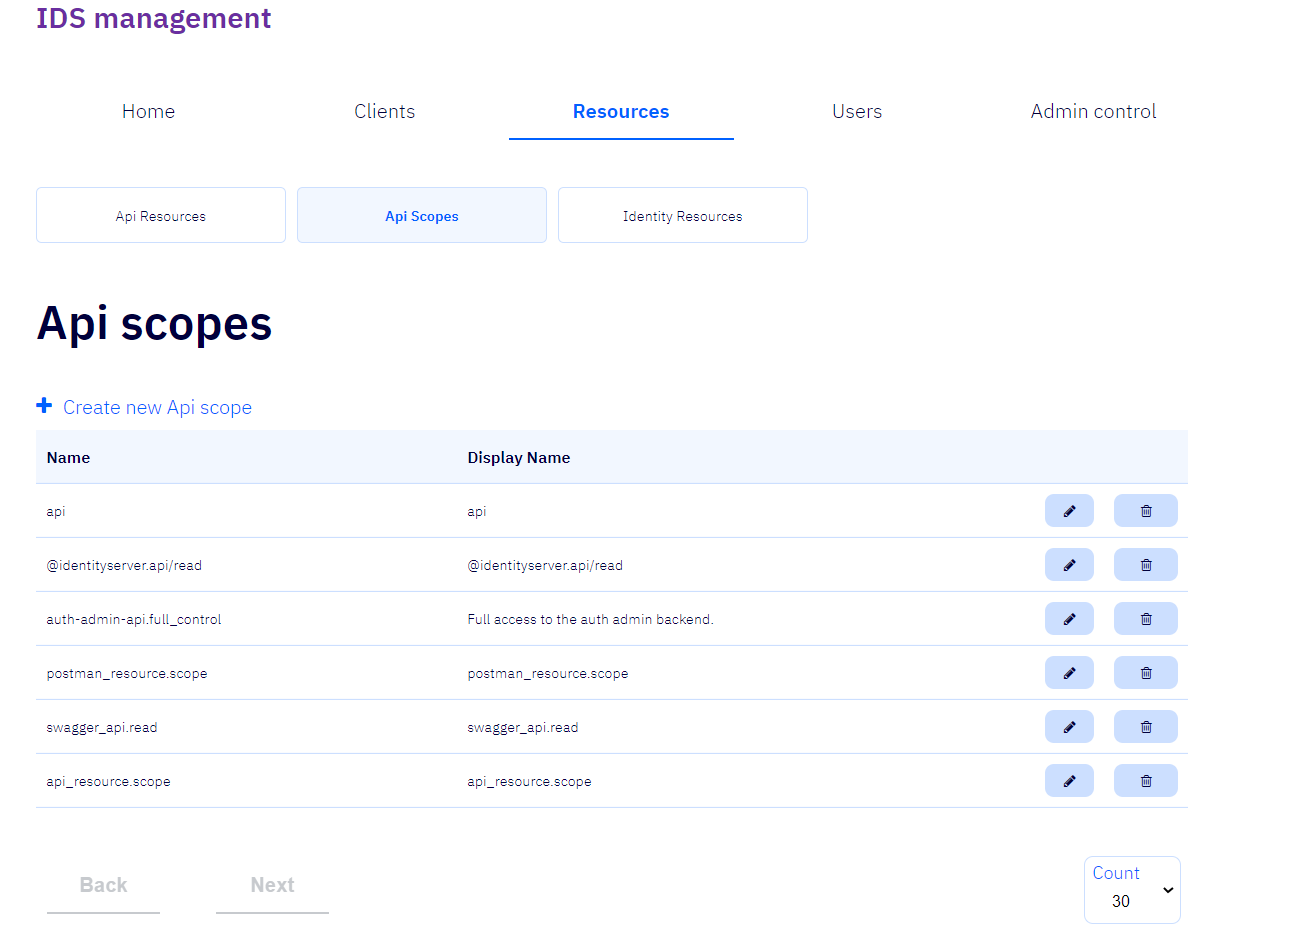 IDS management
Home Clients Resources Users Admin control
Api Resources Api Scopes Identity Resources
Api scopes
Create new Api scope
Name Display Name
api api
@identityserver.api/read @identityserver.api/read
auth-admin-api.full_control Full access to the auth admin backend.
postman_resource.scope postman_resource.scope
swagger_api.read swagger_api.read
api_resource.scope api_resource.scope
Back Next Count
30